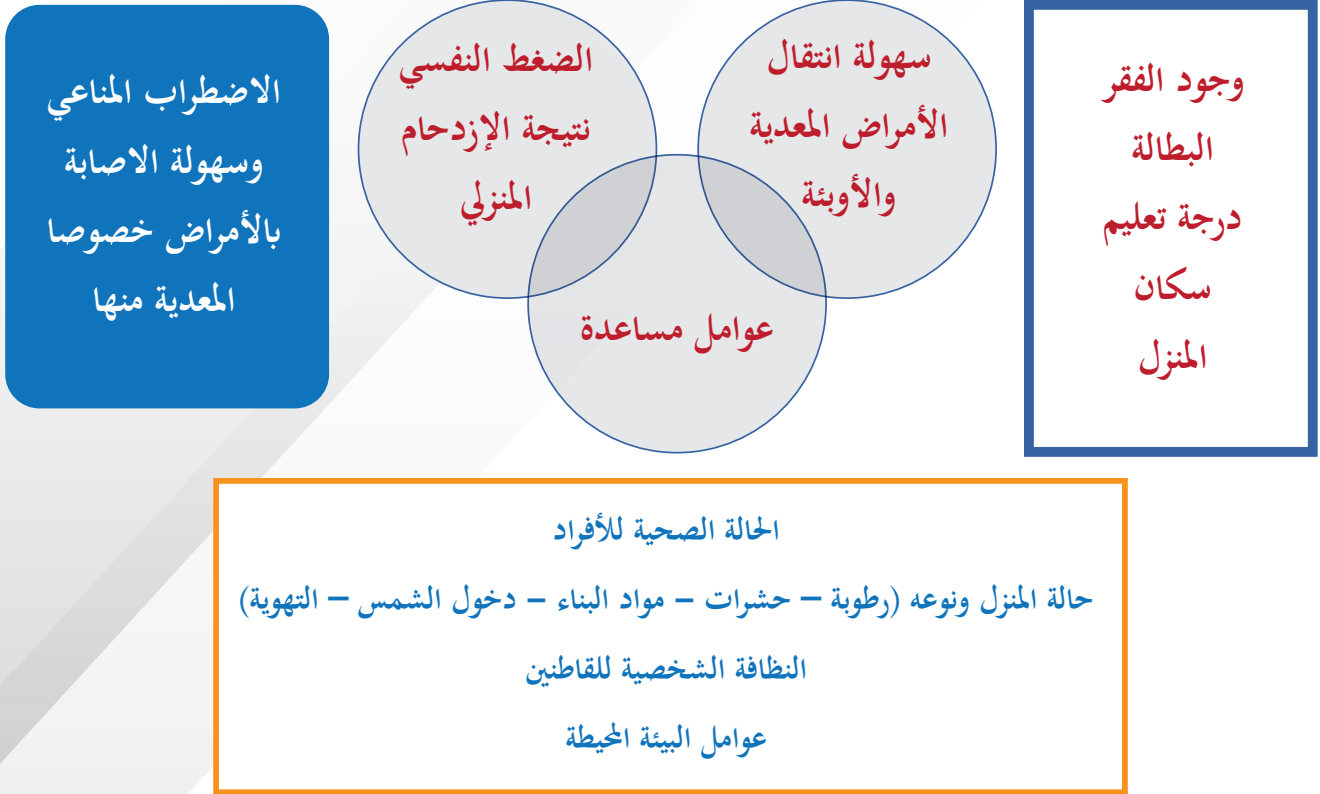 وجود الفقر
البطالة
درجة تعليم
سكان
المنزل
سهولة انتقال
الأمراض المعدية
والأوبئة
الضغط النفسي
نتيجة الإزدحام
المنزلي
عوامل مساعدة
الاضطراب المناعي
وسهولة الاصابة
بالأمراض خصوصا
المعدية منها
الحالة الصحية للأفراد
حالة المنزل ونوعه (رطوبة – حشرات – مواد البناء – دخول الشمس – التهوية)
النظافة الشخصية للقاطنين
عوامل البيئة المحيطة